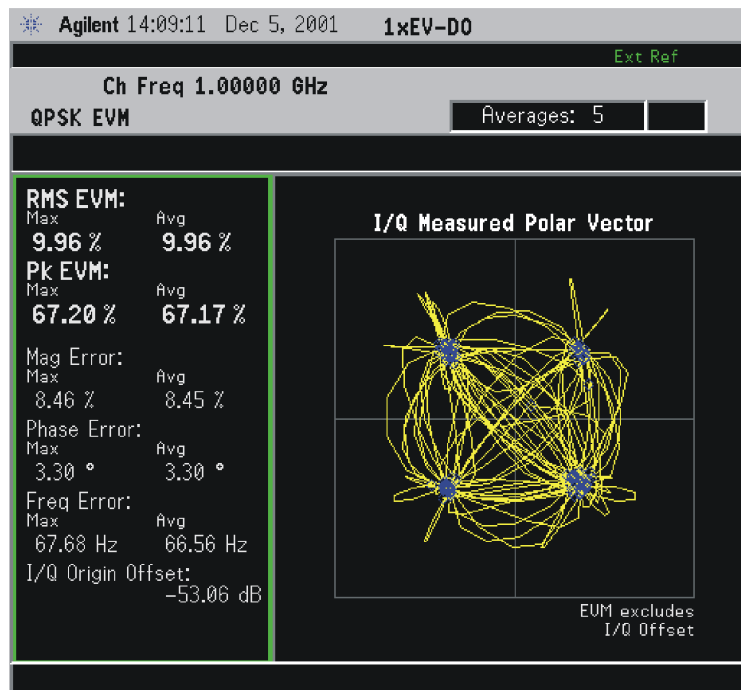 Agilent 14:09:11 Dec 5, 2001 1xEV-DO
Ext Ref
Ch Freq 1.00000 GHz
QPSK EVM
Averages: 5
RMS EVM:
Max Avg
9.96 % 9.96 %
Pk EVM:
Max Avg
67.20 % 67.17 %
Mag Error:
Max Avg
8.46 % 8.45 %
Phase Error:
Max Avg
3.30 ° 3.30 °
Freq Error:
Max Avg
67.68 Hz 66.56 Hz
I/Q Origin Offset:
-53.06 dB
I/Q Measured Polar Vector
EVM excludes
I/Q Offset